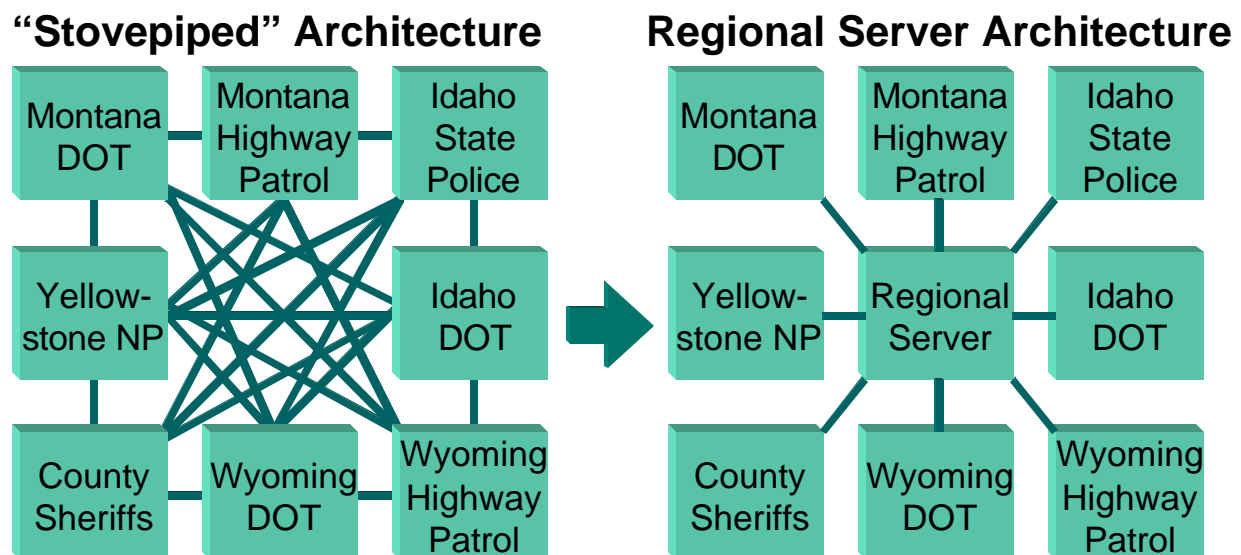 “Stovepiped” Architecture
Montana
DOT
Montana
Highway
Patrol
Idaho
State
Police
Yellow-
stone NP
Idaho
DOT
County
Sheriffs
Wyoming
DOT
Wyoming
Highway
Patrol
Regional Server Architecture
Montana
DOT
Montana
Highway
Patrol
Idaho
State
Police
Yellow-
stone NP
Regional
Server
Idaho
DOT
County
Sheriffs
Wyoming
DOT
Wyoming
Highway
Patrol